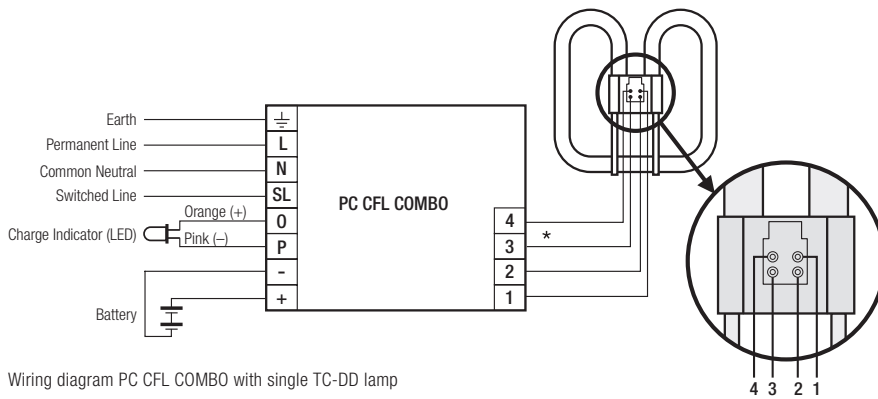 Earth
Permanent Line
L
Common Neutral
N
Switched Line
SL
Orange (+)
O
Charge Indicator (LED)
Pink (–)
P
-
+
Battery
PC CFL COMBO
4
*
3
2
1
4 3 2 1
Wiring diagram PC CFL COMBO with single TC-DD lamp